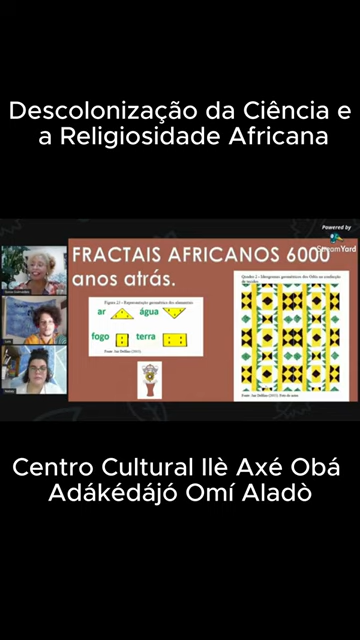 Descolonização da Ciência e
a Religiosidade Africana
Powered by
StreamYard
FRACTAIS AFRICANOS 6000
anos atrás.
ar
água
fogo
terra
Centro Cultural Ilè Axé Obá
Adákédájó Omí Aladò